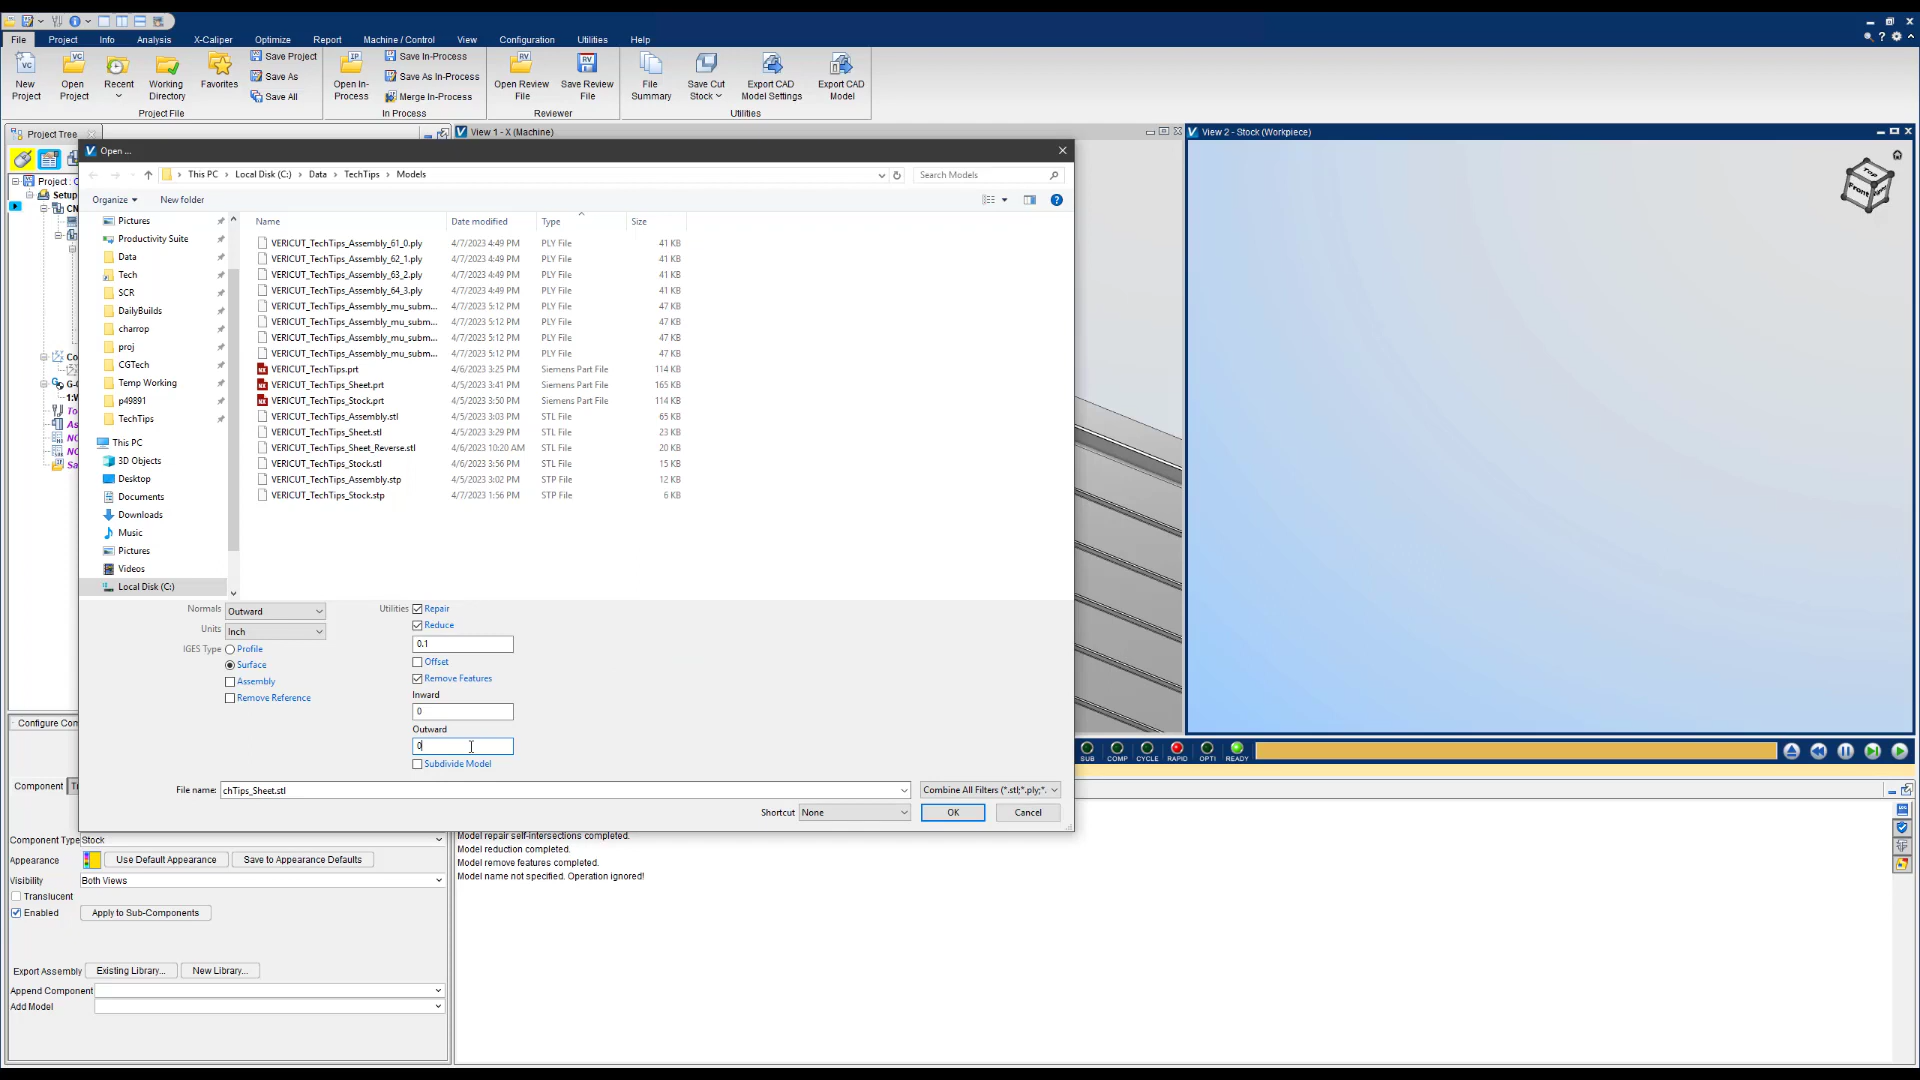 File Project Info Analysis X-Caliper Optimize Report Machine / Control View Configuration Utilities Help
New Project
Open Project
Recent
Working Directory
Favorites
Save Project
Save As
Save All
Project File
Open In-Process
Save In-Process
Save As In-Process
Merge In-Process
In Process
Open Review File
Save Review File
Reviewer
File Summary
Save Cut Stock
Export CAD Model Settings
Export CAD Model
Utilities
Project Tree
View 1 - X (Machine)
View 2 - Stock (Workpiece)
Top
Front
Open ...
This PC > Local Disk (C:) > Data > TechTips > Models
Search Models
Organize
New folder
Name Date modified Type Size
Pictures
Productivity Suite
Data
Tech
SCR
DailyBuilds
charrop
proj
CGTech
Temp Working
p49891
TechTips
This PC
3D Objects
Desktop
Documents
Downloads
Music
Pictures
Videos
Local Disk (C:)
VERICUT_TechTips_Assembly_61_0.ply 4/7/2023 4:49 PM PLY File 41 KB
VERICUT_TechTips_Assembly_62_1.ply 4/7/2023 4:49 PM PLY File 41 KB
VERICUT_TechTips_Assembly_63_2.ply 4/7/2023 4:49 PM PLY File 41 KB
VERICUT_TechTips_Assembly_64_3.ply 4/7/2023 4:49 PM PLY File 41 KB
VERICUT_TechTips_Assembly_mu_subm... 4/7/2023 5:12 PM PLY File 47 KB
VERICUT_TechTips_Assembly_mu_subm... 4/7/2023 5:12 PM PLY File 47 KB
VERICUT_TechTips_Assembly_mu_subm... 4/7/2023 5:12 PM PLY File 47 KB
VERICUT_TechTips_Assembly_mu_subm... 4/7/2023 5:12 PM PLY File 47 KB
VERICUT_TechTips.prt 4/6/2023 3:25 PM Siemens Part File 114 KB
VERICUT_TechTips_Sheet.prt 4/5/2023 3:41 PM Siemens Part File 165 KB
VERICUT_TechTips_Stock.prt 4/5/2023 3:50 PM Siemens Part File 114 KB
VERICUT_TechTips_Assembly.stl 4/5/2023 3:03 PM STL File 65 KB
VERICUT_TechTips_Sheet.stl 4/5/2023 3:29 PM STL File 23 KB
VERICUT_TechTips_Sheet_Reverse.stl 4/6/2023 10:20 AM STL File 20 KB
VERICUT_TechTips_Stock.stl 4/6/2023 3:56 PM STL File 15 KB
VERICUT_TechTips_Assembly.stp 4/5/2023 3:02 PM STP File 12 KB
VERICUT_TechTips_Stock.stp 4/7/2023 1:56 PM STP File 6 KB
Normals Outward
Units Inch
IGES Type Profile
Surface
Assembly
Remove Reference
Utilities Repair
Reduce
0.1
Offset
Remove Features
Inward
0
Outward
0
Subdivide Model
File name: chTips_Sheet.stl
Combine All Filters (*.stl;*.ply;*.
Shortcut None
OK
Cancel
Project :
Setup
CN
Co
G-C
1:W
To
As
NC
NC
Sa
Configure Con
SUB COMP CYCLE RAPID OPTI READY
Component
Component Type Stock
Appearance Use Default Appearance Save to Appearance Defaults
Visibility Both Views
Translucent
Enabled Apply to Sub-Components
Export Assembly Existing Library... New Library...
Append Component
Add Model
Model repair self-intersections completed.
Model reduction completed.
Model remove features completed.
Model name not specified. Operation ignored!